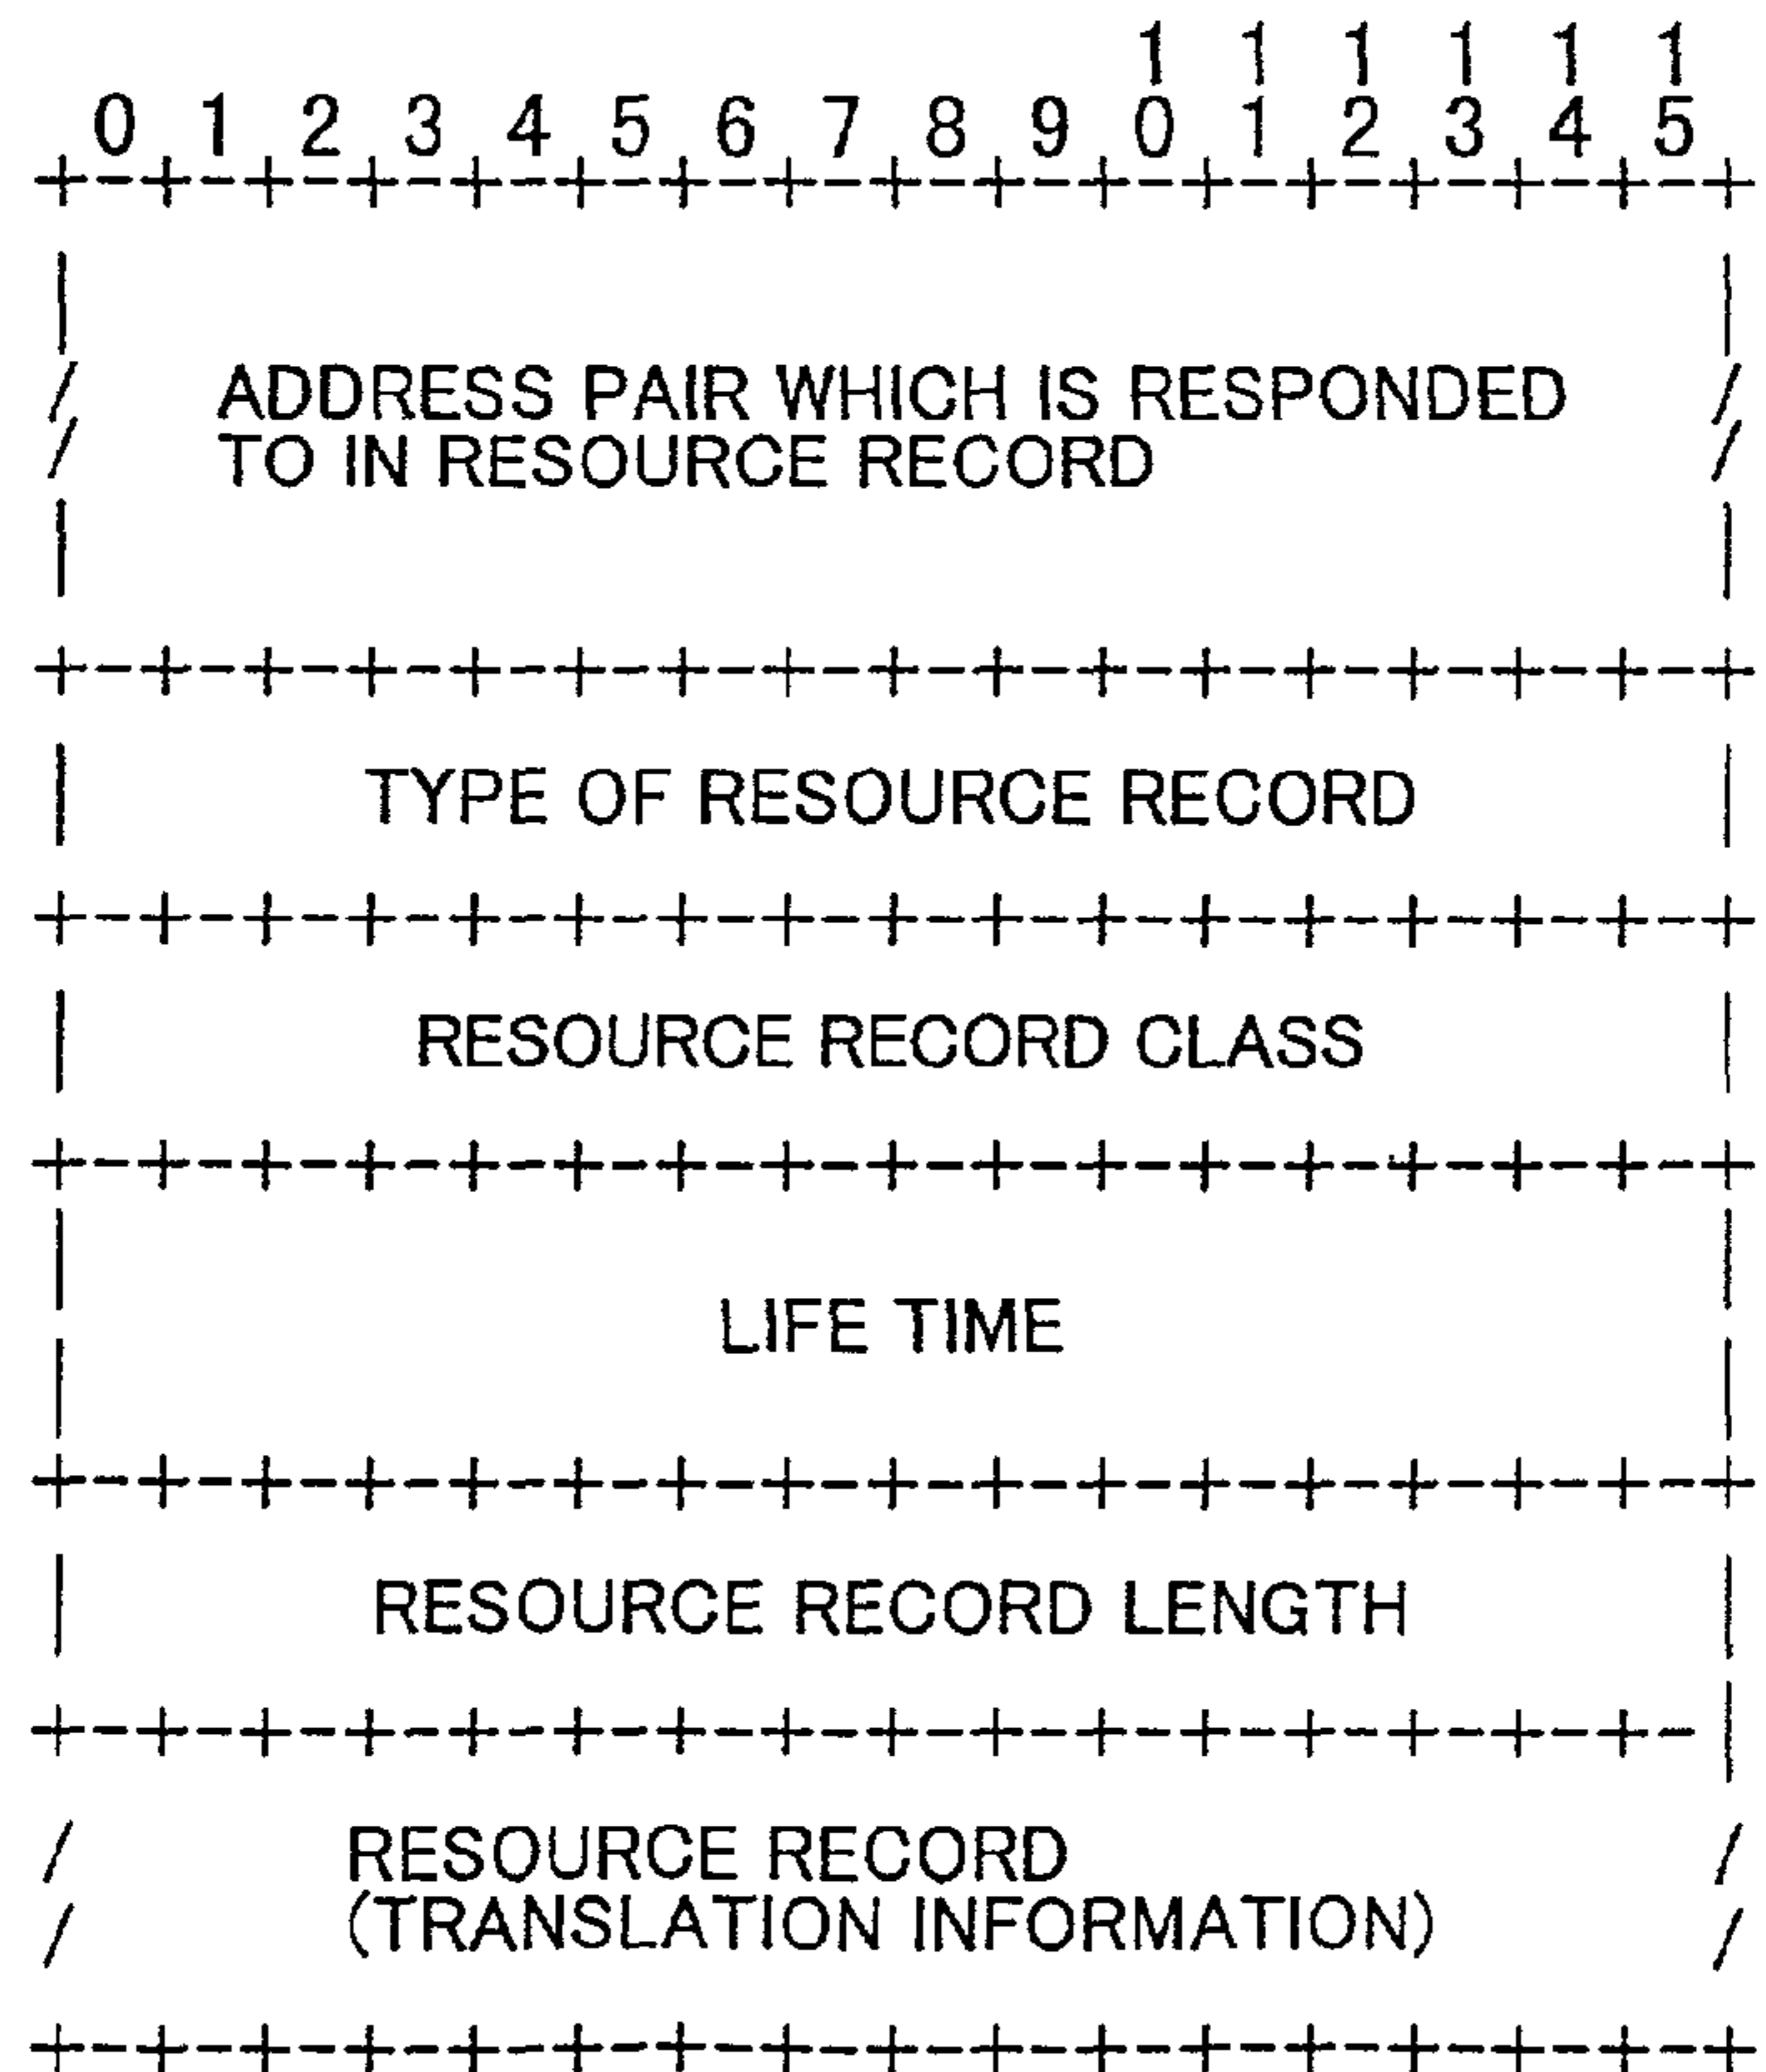 1 1 1 1 1 1
0 1 2 3 4 5 6 7 8 9 0 1 2 3 4 5
ADDRESS PAIR WHICH IS RESPONDED
TO IN RESOURCE RECORD
TYPE OF RESOURCE RECORD
RESOURCE RECORD CLASS
LIFE TIME
RESOURCE RECORD LENGTH
RESOURCE RECORD
(TRANSLATION INFORMATION)